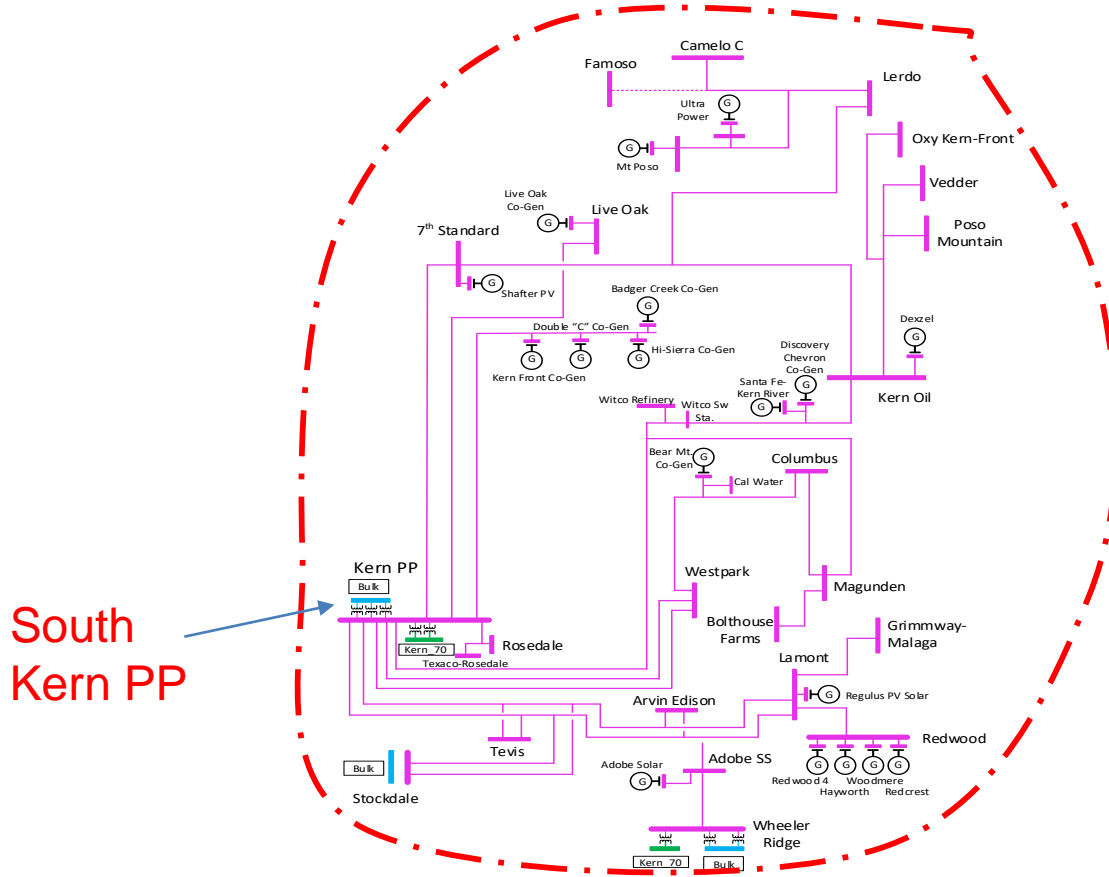 Camelo C
Famoso
Lerdo
Ultra
Power
G
Oxy Kern-Front
G
Mt Poso
Vedder
Live Oak
Co-Gen
G
Live Oak
7th Standard
Poso
Mountain
G
Shafter PV
Badger Creek Co-Gen
G
Double "C" Co-Gen
Dexzel
G
G
G
G
Hi-Sierra Co-Gen
Kern Front Co-Gen
Discovery
Chevron
Co-Gen
G
Santa Fe-
Kern River
G
Kern Oil
Witco Refinery
Witco Sw
Sta.
Bear Mt.
Co-Gen
G
Columbus
Cal Water
Kern PP
Bulk
Westpark
Magunden
South
Kern PP
Bolthouse
Farms
Grimmway-
Malaga
Rosedale
Kern_70
Texaco-Rosedale
Lamont
G
Regulus PV Solar
Arvin Edison
Tevis
Redwood
G
G
G
G
Redwood 4
Woodmere
Hayworth
Redcrest
Adobe Solar
G
Adobe SS
Bulk
Stockdale
Wheeler
Ridge
Kern_70
Bulk